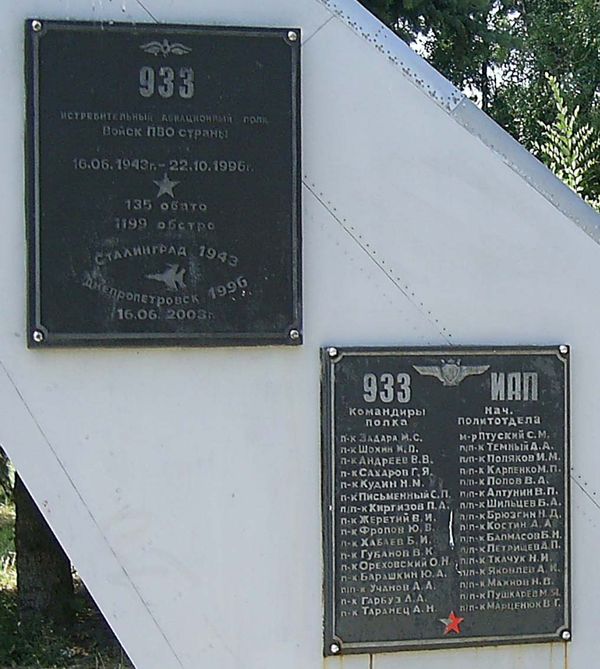 933
ИСТРЕБИТЕЛЬНЫЙ АВИАЦИОННЫЙ ПОЛК
Войск ПВО страны
16.06.1943г.- 22.10.1996г.
135 обато
1199 обстро
СТАЛИНГРАД 1943
ДНЕПРОПЕТРОВСК 1996
16.06.2003г.
933 ИАП
Командиры
полка
п-к Задара И.С.
п-к Шохин И.П.
п-к Андреев В.В.
п-к Сахаров Г.Я.
п-к Кудин Н.М.
п-к Письменный С.П.
п/п-к Киргизов П.А.
п-к Жеретий В.И.
п-к Фропов Ю.В.
п-к Хабаев Б.И.
п-к Губанов В.К.
п-к Ореховский О.Н.
п-к Барашкин Ю.А.
п/п-к Учанов А.А.
п-к Гарбуз А.А.
п-к Таранец А.Н.
Нач.
политотдела
м-р Птуский С.М.
п/п-к Темный А.А.
п/п-к Поляков И.М.
п-к Карпенко М.П.
п-к Попов В.А.
п/п-к Алтунин В.П.
п/п-к Шильцев Б.А.
п/п-к Брюзгин Н.Д.
п/п-к Костин А.А.
п-к Балмасов Б.Н.
п-к Петрищев А.П.
п/п-к Ткачук Н.И.
п/п-к Яковлев А.И.
п/п-к Махнов Н.В.
п/п-к Пушкарев М.Я.
п/п-к Марценюк В.Г.